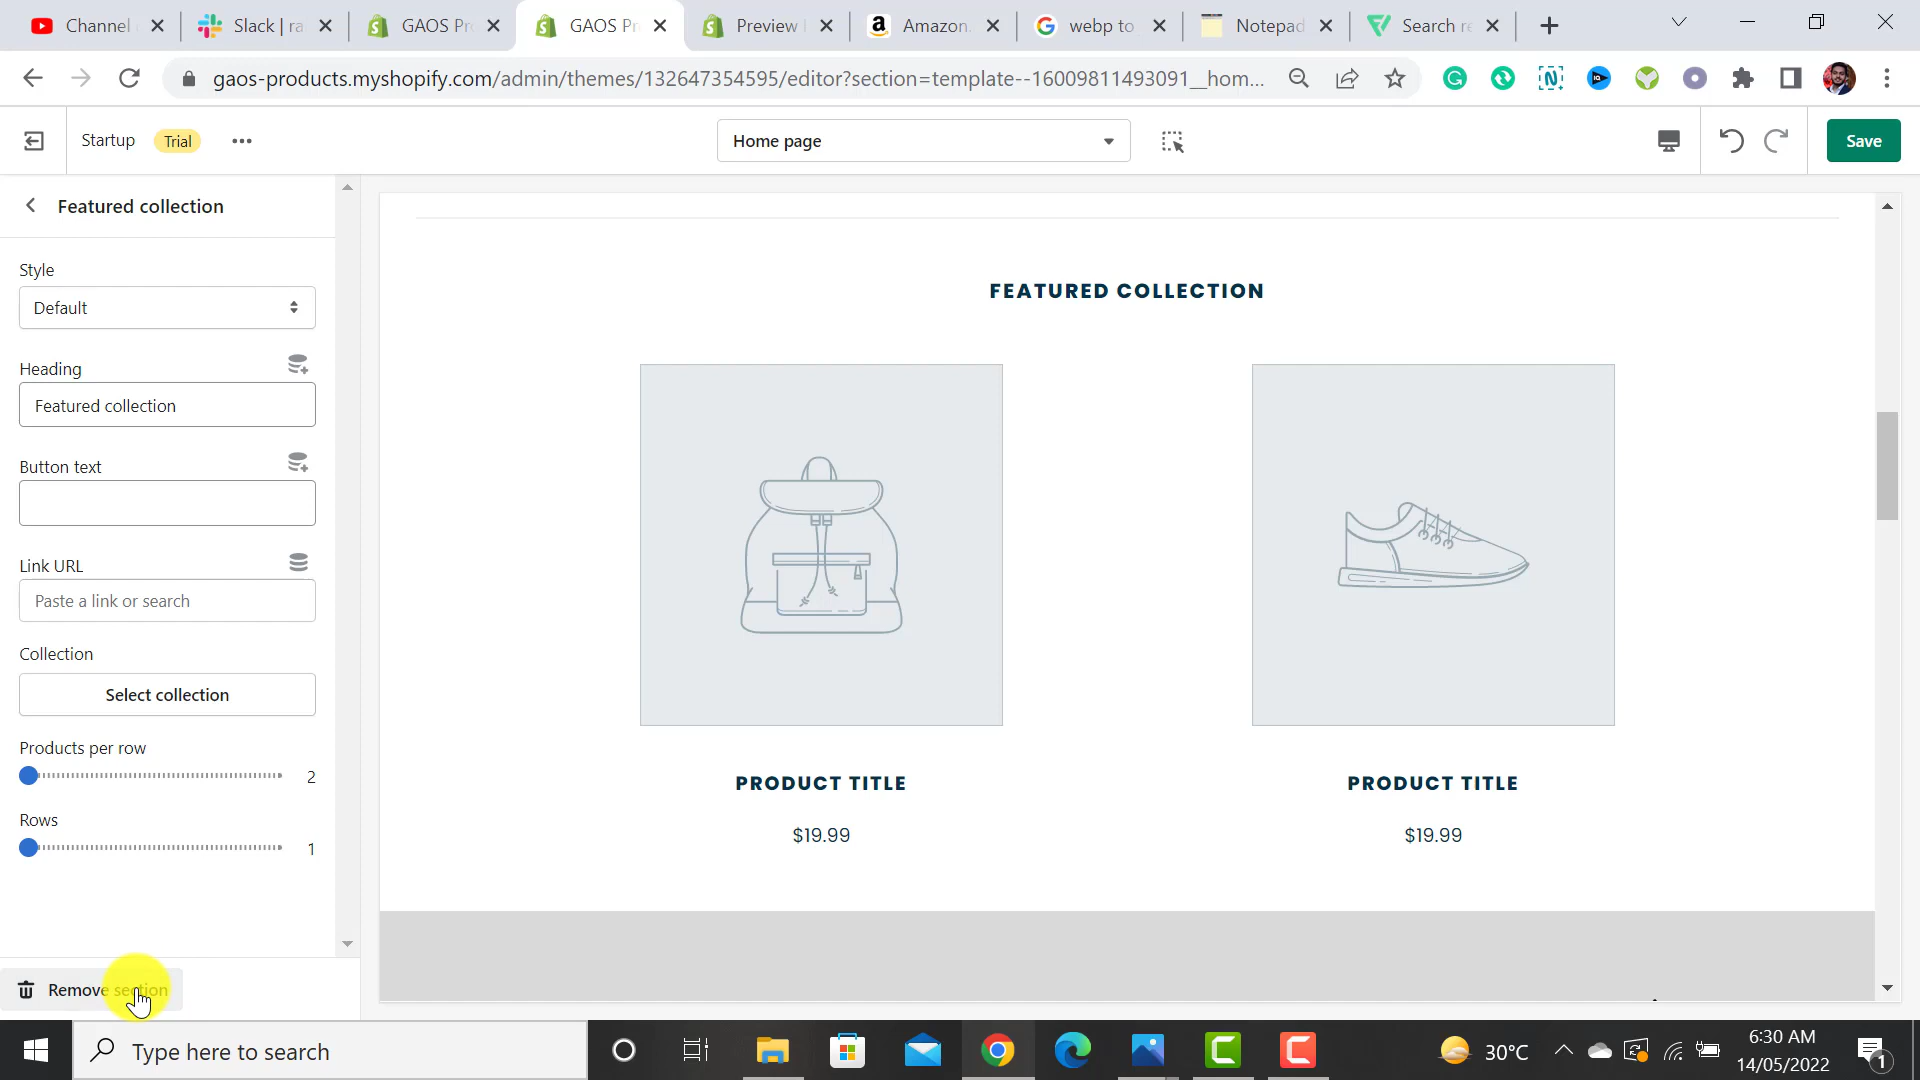 Channel
Slack | ra
GAOS Pr
GAOS Pr
Preview
Amazon.
webp to
Notepad
Search re
gaos-products.myshopify.com/admin/themes/132647354595/editor?section=template--16009811493091__hom...
Startup
Trial
Home page
Save
Featured collection
Style
Default
Heading
Featured collection
Button text
Link URL
Paste a link or search
Collection
Select collection
Products per row
2
Rows
1
Remove section
FEATURED COLLECTION
PRODUCT TITLE
$19.99
PRODUCT TITLE
$19.99
Type here to search
30°C
6:30 AM
14/05/2022
1